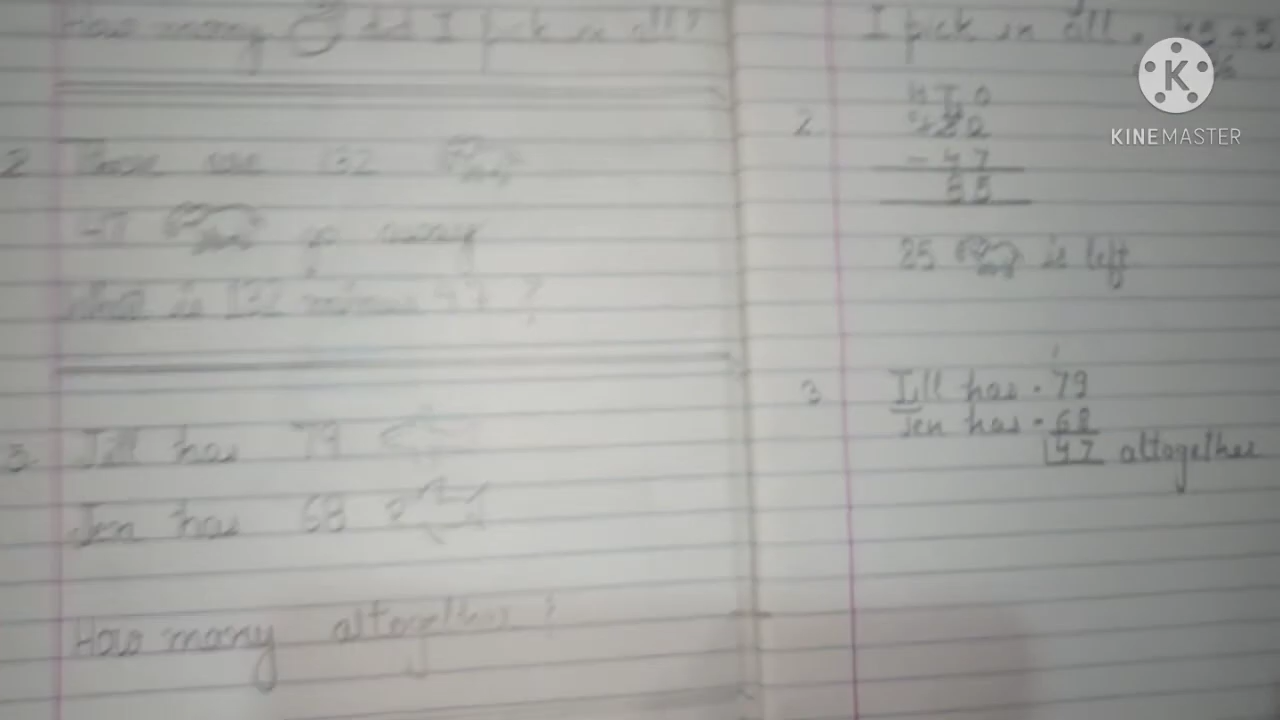 How many did I pick in all?
2 There are 132
47 go away
What is 132 minus 47 ?
3 Jill has 79
Jen has 68
How many altogether ?
I pick in all.
KINEMASTER
2
H T O
- 47
is left
3 Jill has - 79
Jen has - 68
147 altogether